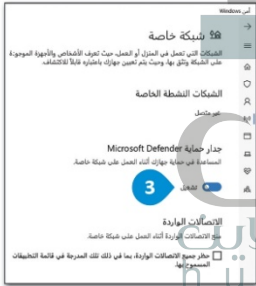 أمن Windows
شبكة خاصة
الشبكات التي تعمل في المنزل أو العمل، حيث تعرف الأشخاص والأجهزة الموجودة
على الشبكة وتثق بها، وحيث يتم تعيين جهازك باعتباره قابلاً للاكتشاف.
الشبكات النشطة الخاصة
غير متصل
جدار حماية Microsoft Defender
المساعدة في حماية جهازك أثناء العمل على شبكة خاصة.
تشغيل
3
الاتصالات الواردة
منع الاتصالات الواردة أثناء العمل على شبكة خاصة.
حظر جميع الاتصالات الواردة، بما في ذلك تلك المدرجة في قائمة التطبيقات
المسموح بها.